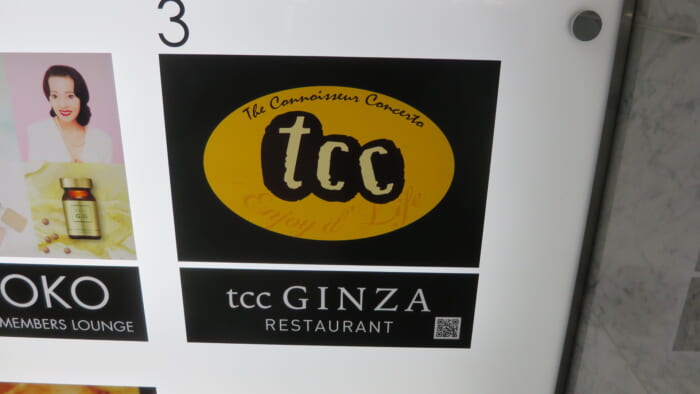 3
The Connoisseur Concerto
tcc
Enjoy d' Life
tcc GINZA
RESTAURANT
OKO
MEMBERS LOUNGE